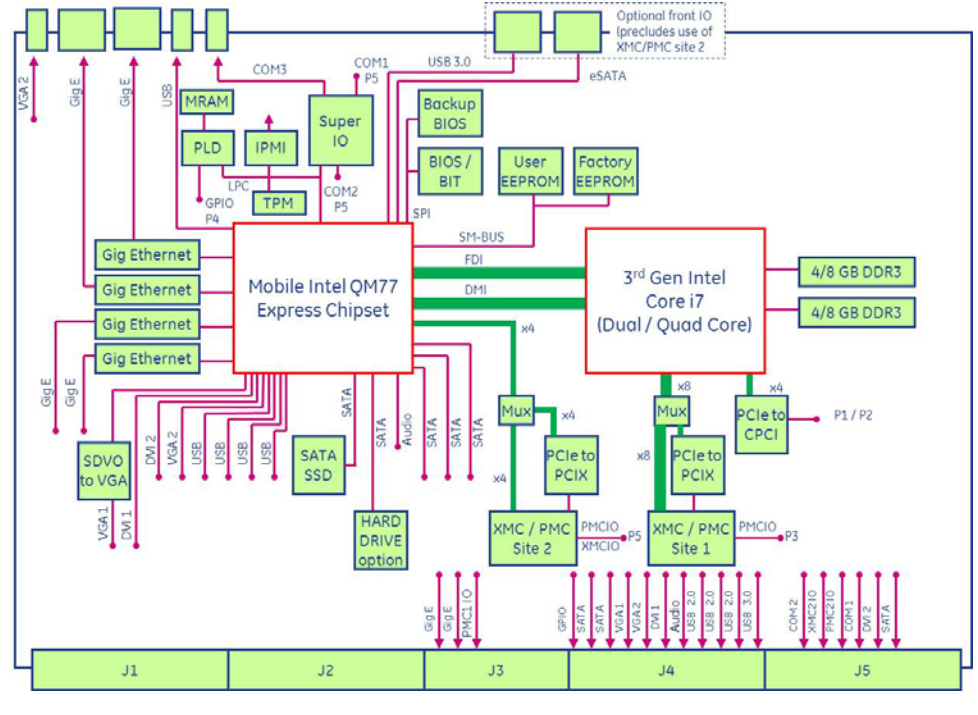 Optional front IO
(precludes use of
XMC/PMC site 2
VGA 2
Gig E
Gig E
USB
COM3
COM1
P5
USB 3.0
eSATA
MRAM
Super
IO
Backup
BIOS
PLD
IPMI
BIOS /
BIT
User
EEPROM
Factory
EEPROM
LPC
GPIO
P4
TPM
COM2
P5
SPI
SM-BUS
Gig Ethernet
Gig Ethernet
Gig Ethernet
Gig Ethernet
Mobile Intel QM77
Express Chipset
FDI
DMI
3rd Gen Intel
Core i7
(Dual / Quad Core)
4/8 GB DDR3
4/8 GB DDR3
x4
x8
x4
Gig E
Gig E
SDVO
to VGA
VGA 1
DVI 1
DVI 2
VGA 2
USB
USB
USB
USB
SATA
SATA
Audio
SATA
SATA
SATA
SATA
SSD
HARD
DRIVE
option
Mux
x4
PCIe to
PCIX
x4
Mux
x8
PCIe to
PCIX
PCIe to
CPCI
P1 / P2
XMC / PMC
Site 2
PMCIO
XMCIO
P5
XMC / PMC
Site 1
PMCIO
P3
Gig E
Gig E
PMC1 IO
GPIO
SATA
SATA
VGA1
VGA2
DVI 1
Audio
USB 2.0
USB 2.0
USB 2.0
USB 3.0
COM 2
XMC2IO
PMC2IO
COM 1
DVI 2
SATA
J1
J2
J3
J4
J5